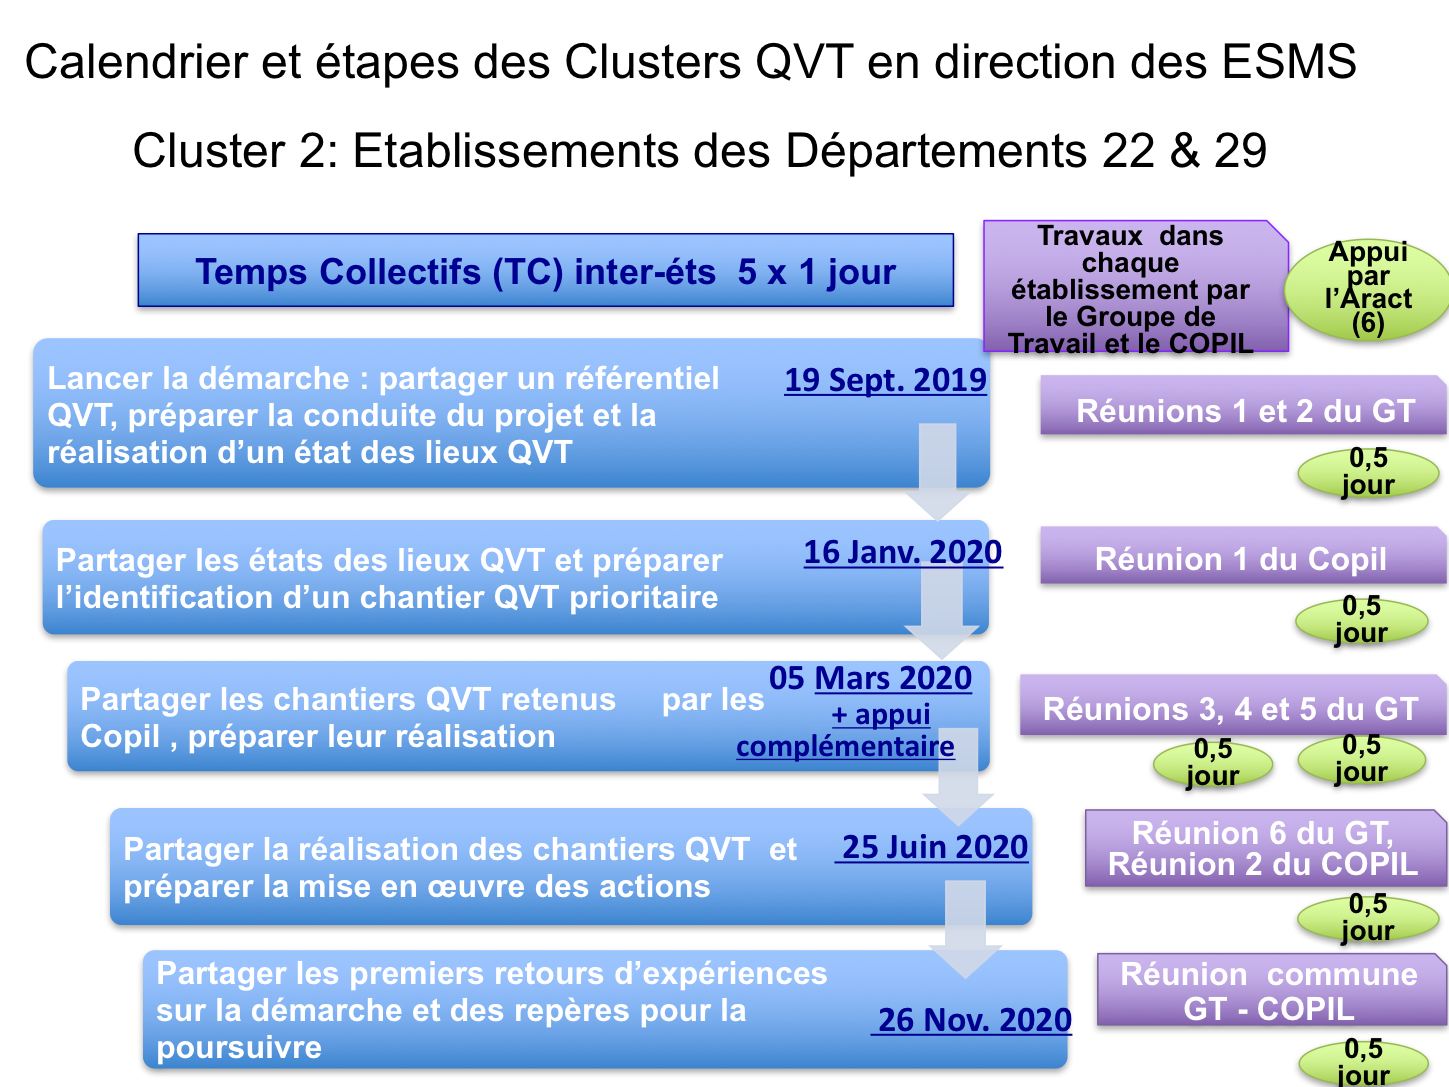 Calendrier et étapes des Clusters QVT en direction des ESMS
Cluster 2: Etablissements des Départements 22 & 29
Temps Collectifs (TC) inter-éts 5 x 1 jour
Travaux dans
chaque
établissement par
le Groupe de
Travail et le COPIL
Appui
par
l’Aract
(6)
Lancer la démarche : partager un référentiel
QVT, préparer la conduite du projet et la
réalisation d’un état des lieux QVT
19 Sept. 2019
Réunions 1 et 2 du GT
0,5
jour
Partager les états des lieux QVT et préparer
l’identification d’un chantier QVT prioritaire
16 Janv. 2020
Réunion 1 du Copil
0,5
jour
Partager les chantiers QVT retenus par les
Copil , préparer leur réalisation
05 Mars 2020
+ appui
complémentaire
Réunions 3, 4 et 5 du GT
0,5
jour
0,5
jour
Partager la réalisation des chantiers QVT et
préparer la mise en œuvre des actions
25 Juin 2020
Réunion 6 du GT,
Réunion 2 du COPIL
0,5
jour
Partager les premiers retours d’expériences
sur la démarche et des repères pour la
poursuivre
26 Nov. 2020
Réunion commune
GT - COPIL
0,5
jour